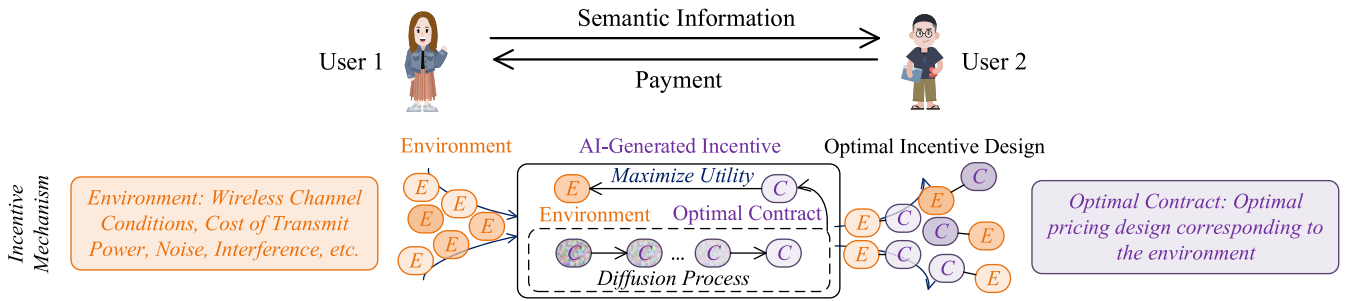 Semantic Information
User 1
User 2
Payment
Incentive
Mechanism
Environment: Wireless Channel
Conditions, Cost of Transmit
Power, Noise, Interference, etc.
Environment
E
E
E
E
E
AI-Generated Incentive
E
Maximize Utility
C
Environment
Optimal Contract
C
C
...
C
C
Diffusion Process
Optimal Incentive Design
C
E
E
C
C
E
E
C
C
E
Optimal Contract: Optimal
pricing design corresponding to
the environment